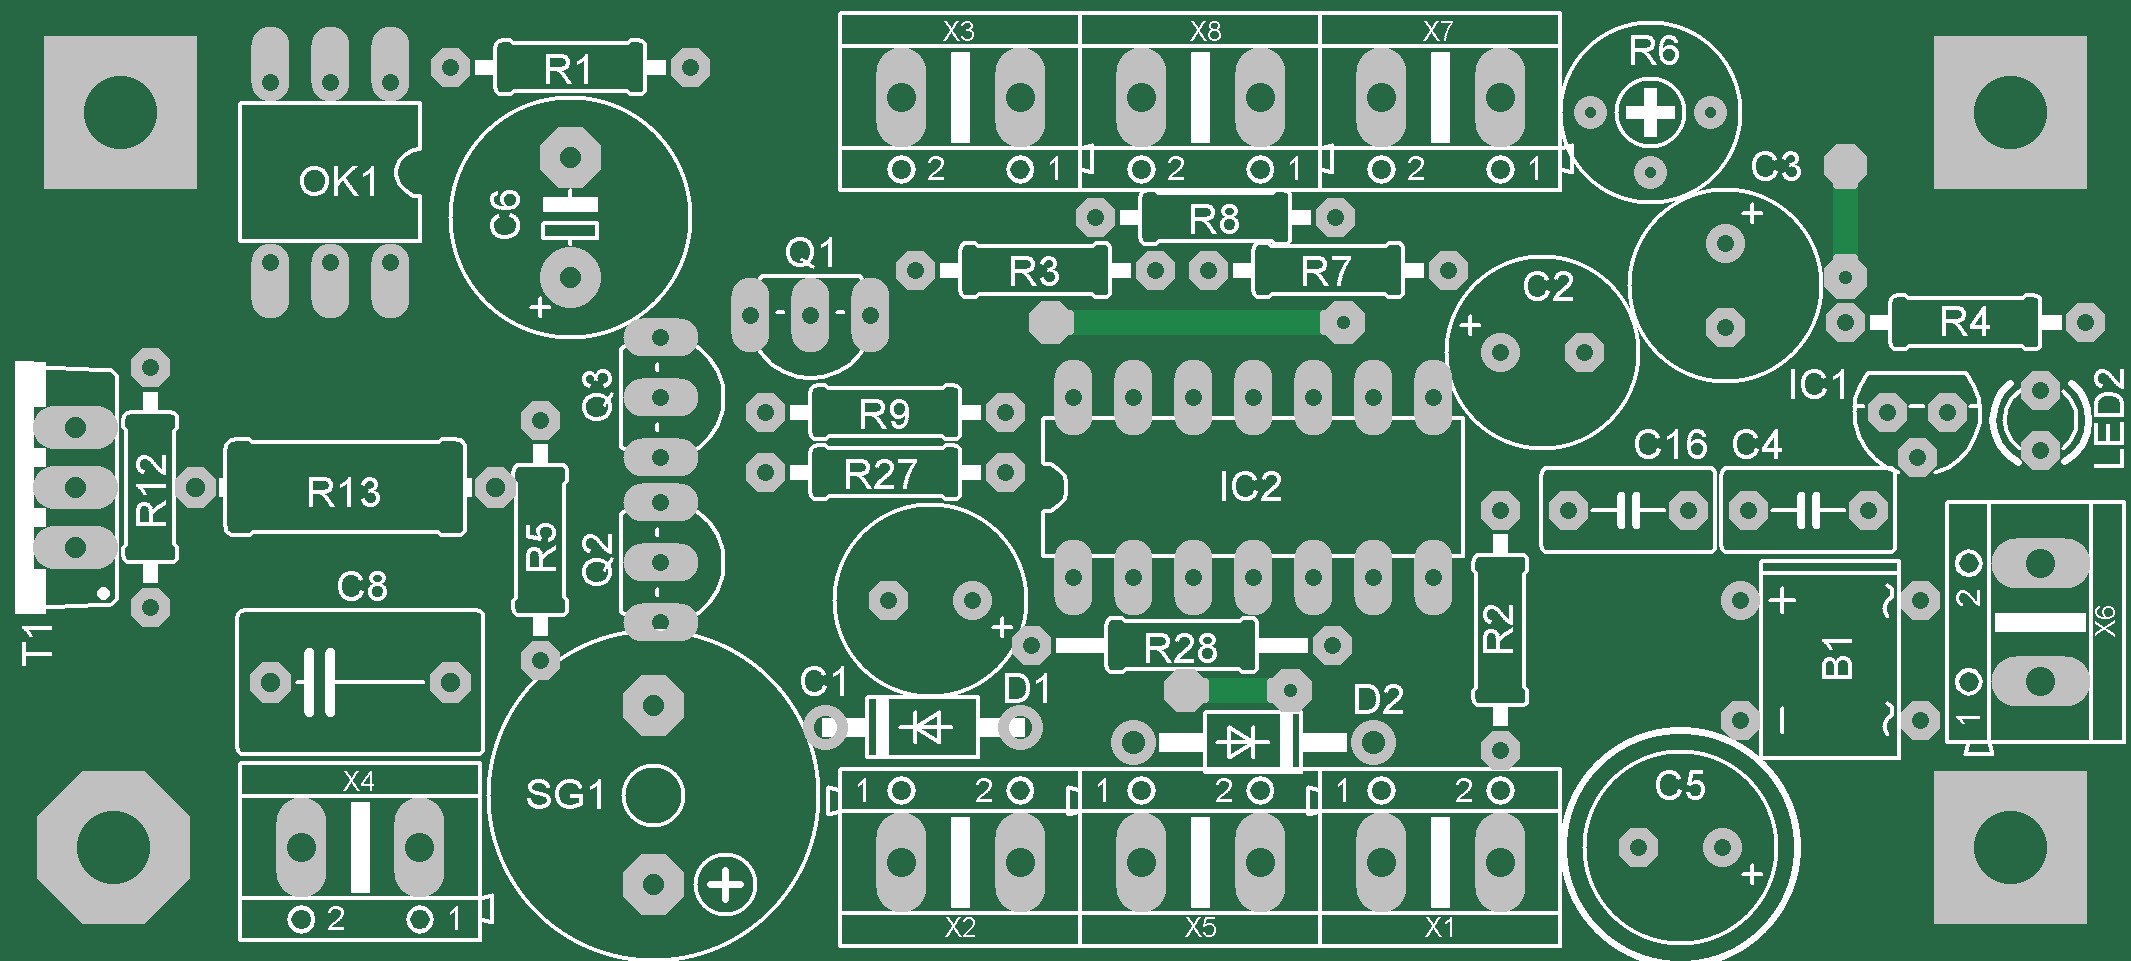 X3
X8
X7
R1
R6
2
1
2
1
2
1
C3
OK1
C6
+
R8
Q1
R3
R7
C2
+
+
R4
Q3
IC1
LED2
R9
C16
C4
R12
R13
R27
IC2
R5
Q2
C8
2
+
X6
T1
+
R28
R2
B1
C1
D1
D2
1
~
~
X4
SG1
1
2
1
2
1
2
C5
+
2
1
X2
X5
X1